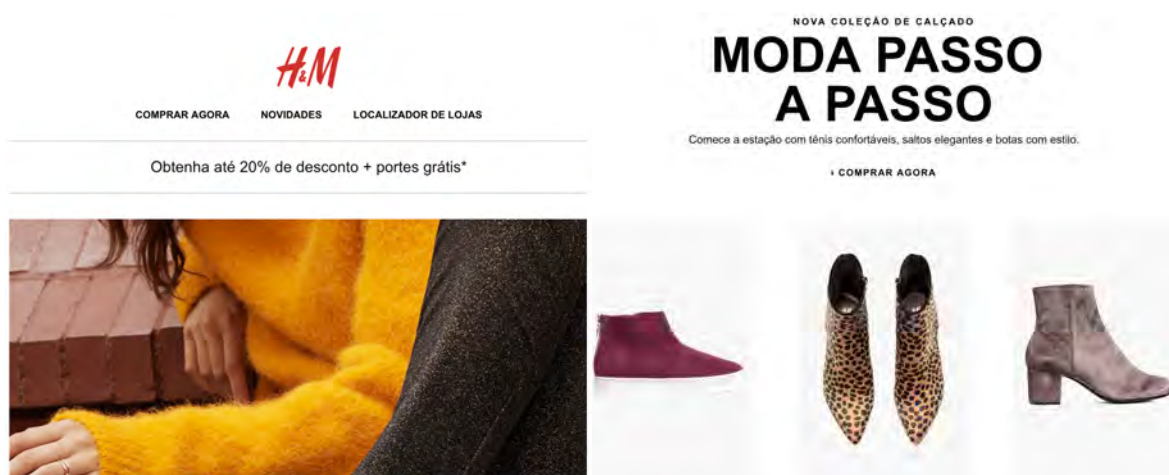 H&M
COMPRAR AGORA NOVIDADES LOCALIZADOR DE LOJAS
Obtenha até 20% de desconto + portes grátis*
NOVA COLEÇÃO DE CALÇADO
MODA PASSO
A PASSO
Comece a estação com tênis confortáveis, saltos elegantes e botas com estilo.
› COMPRAR AGORA